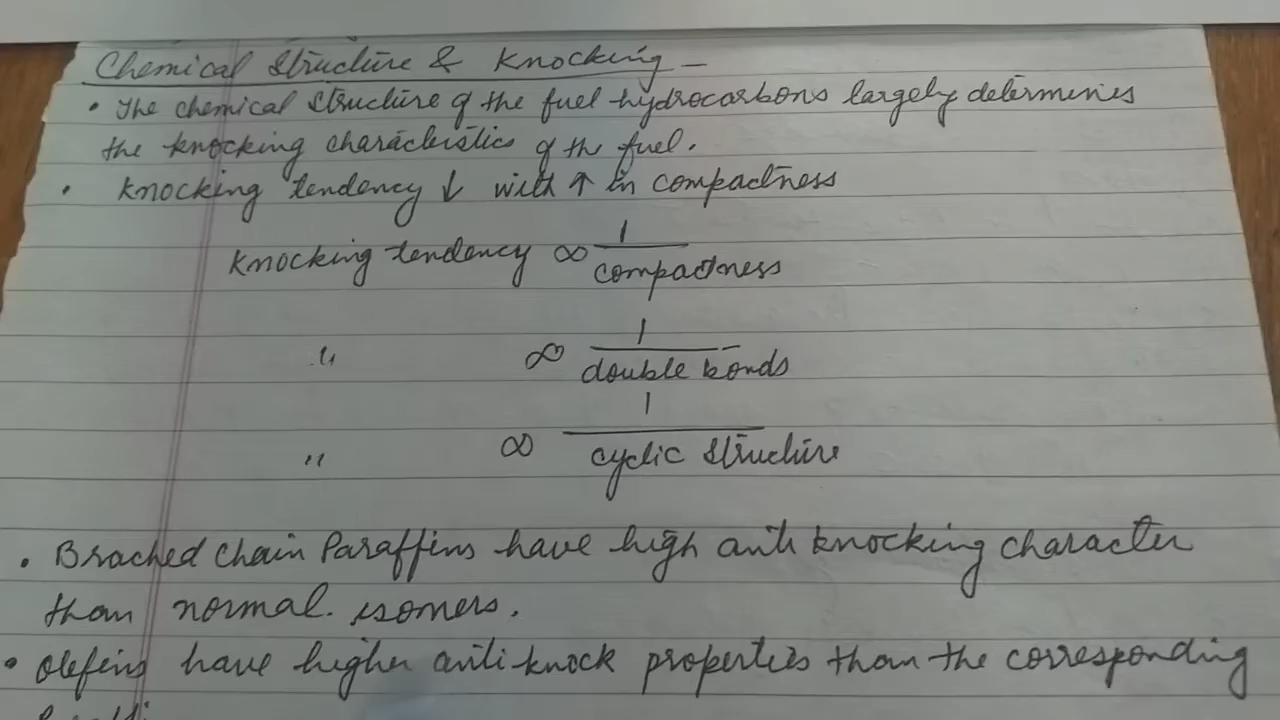 Chemical Structure & Knocking –
• The chemical structure of the fuel hydrocarbons largely determines
the knocking characteristics of the fuel.
• Knocking tendency ↓ with ↑ in compactness
Knocking tendency ∝ 1/compactness
" ∝ 1/double bonds
" ∝ 1/cyclic structure
• Brached chain Paraffins have high anti knocking character
than normal. isomers.
• Olefins have higher anti-knock properties than the corresponding